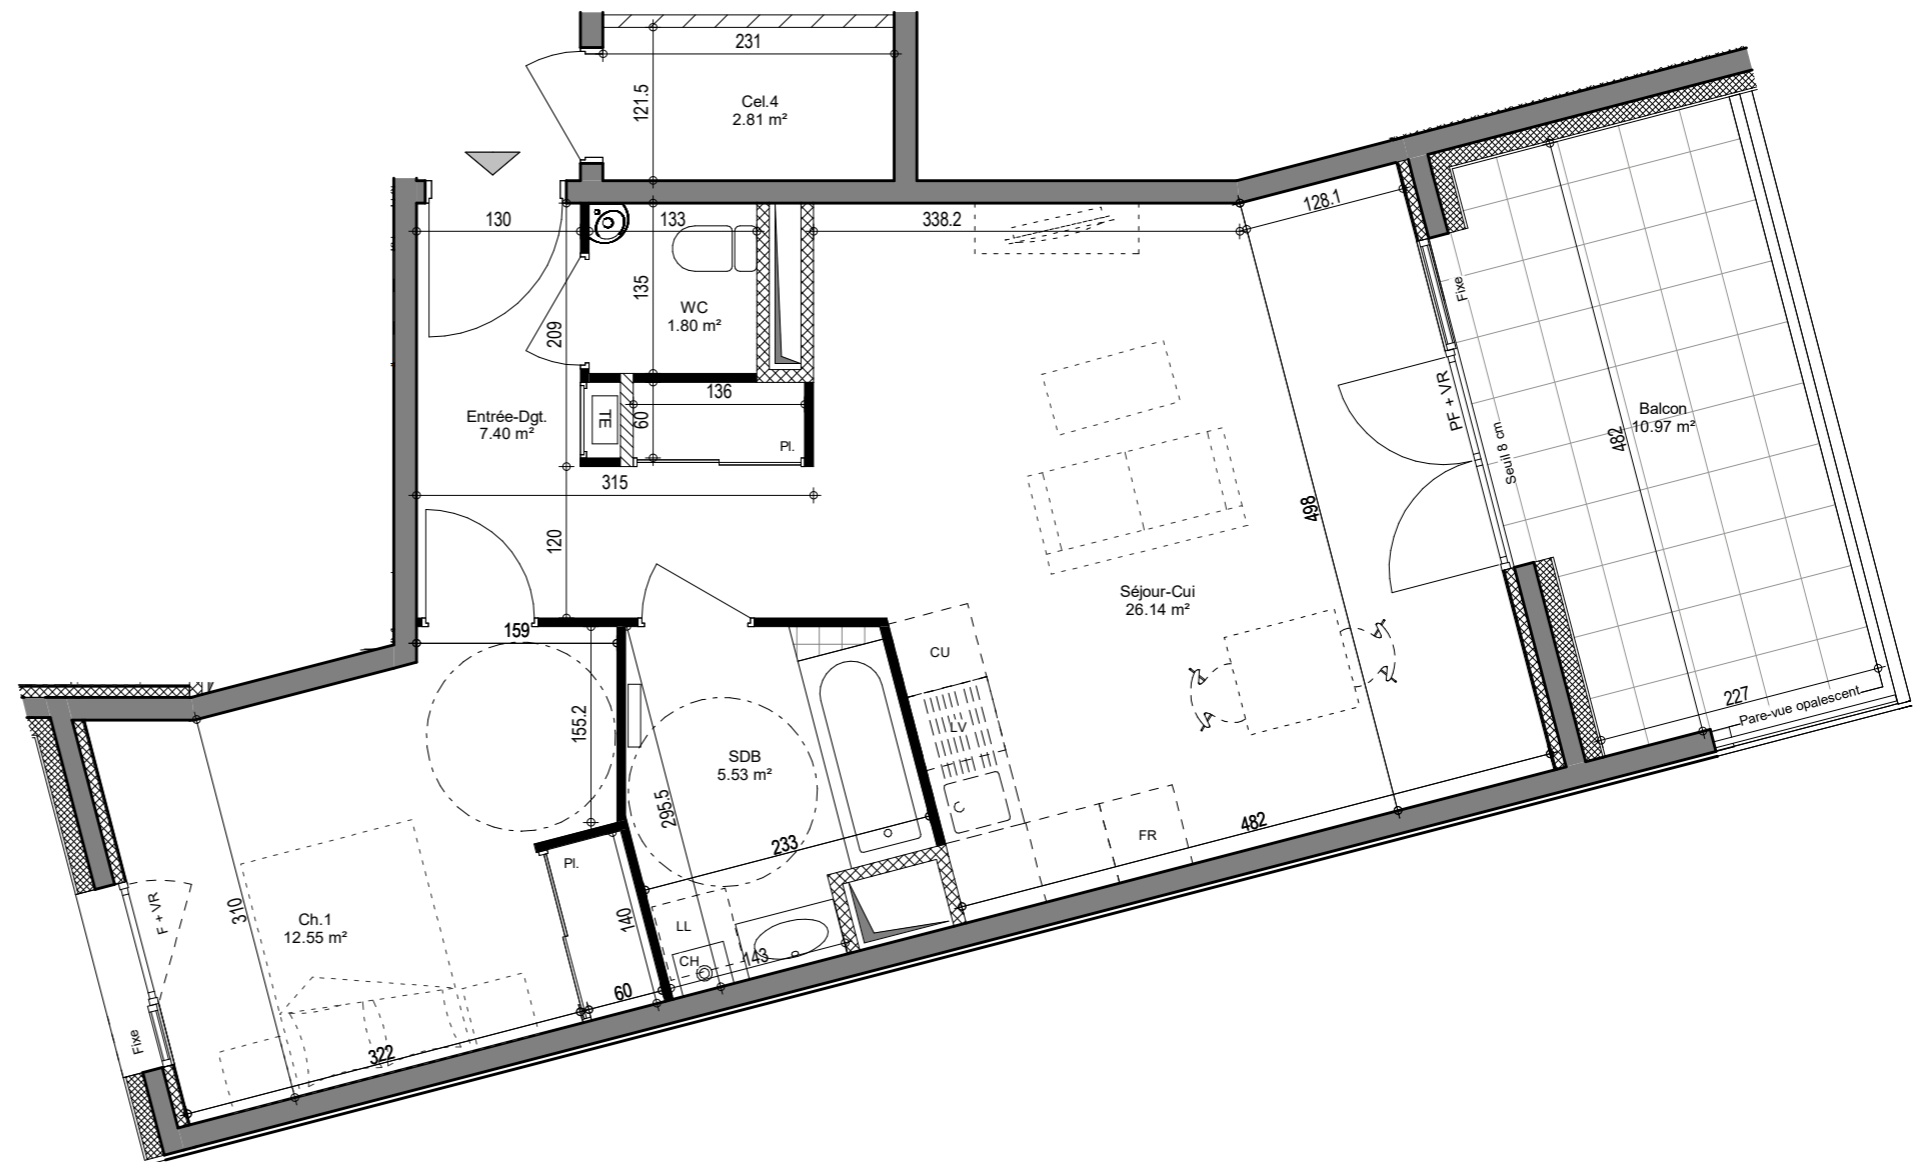 231
121.5
Cel.4
2.81 m²
130
133
338.2
128.1
135
WC
1.80 m²
209
Fixe
PF + VR
Seuil 8 cm
Balcon
10.97 m²
482
Entrée-Dgt.
7.40 m²
TE
60
136
Pl.
315
120
498
Séjour-Cui
26.14 m²
159
155.2
CU
LV
C
FR
482
227
Pare-vue opalescent
SDB
5.53 m²
295.5
233
Pl.
140
LL
CH
143
60
Ch.1
12.55 m²
310
F + VR
Fixe
322